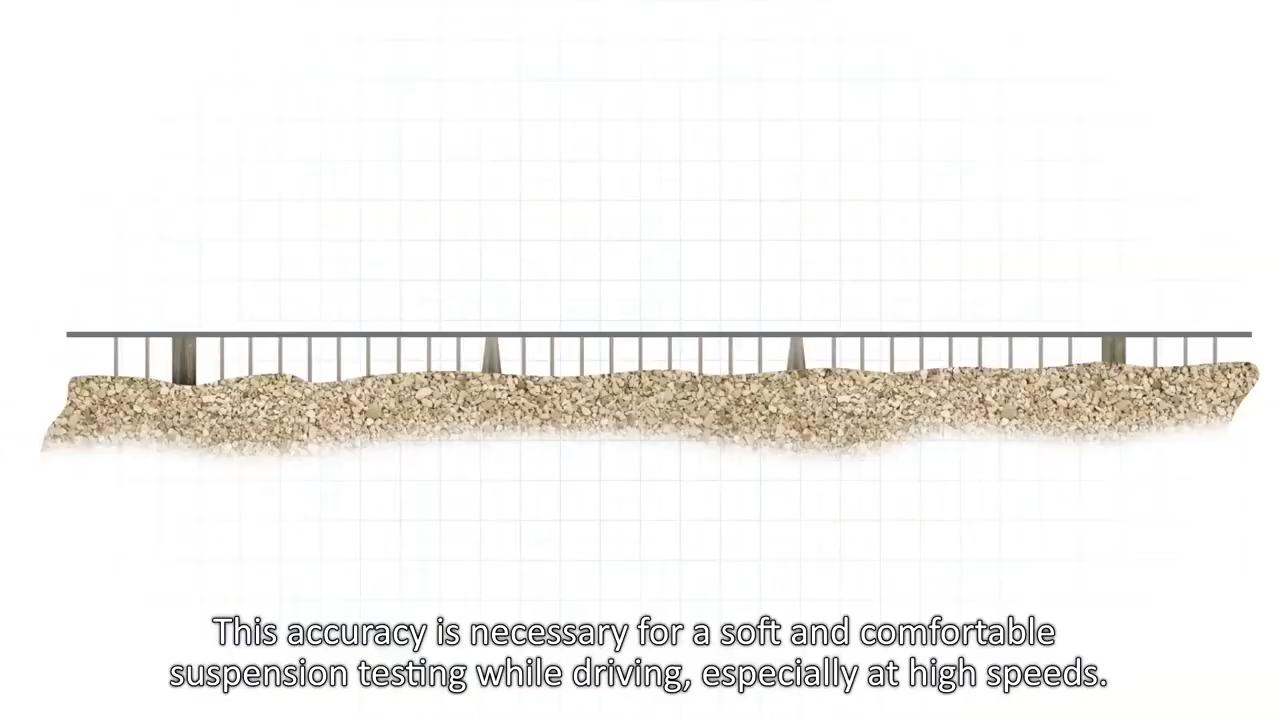 This accuracy is necessary for a soft and comfortable
suspension testing while driving, especially at high speeds.